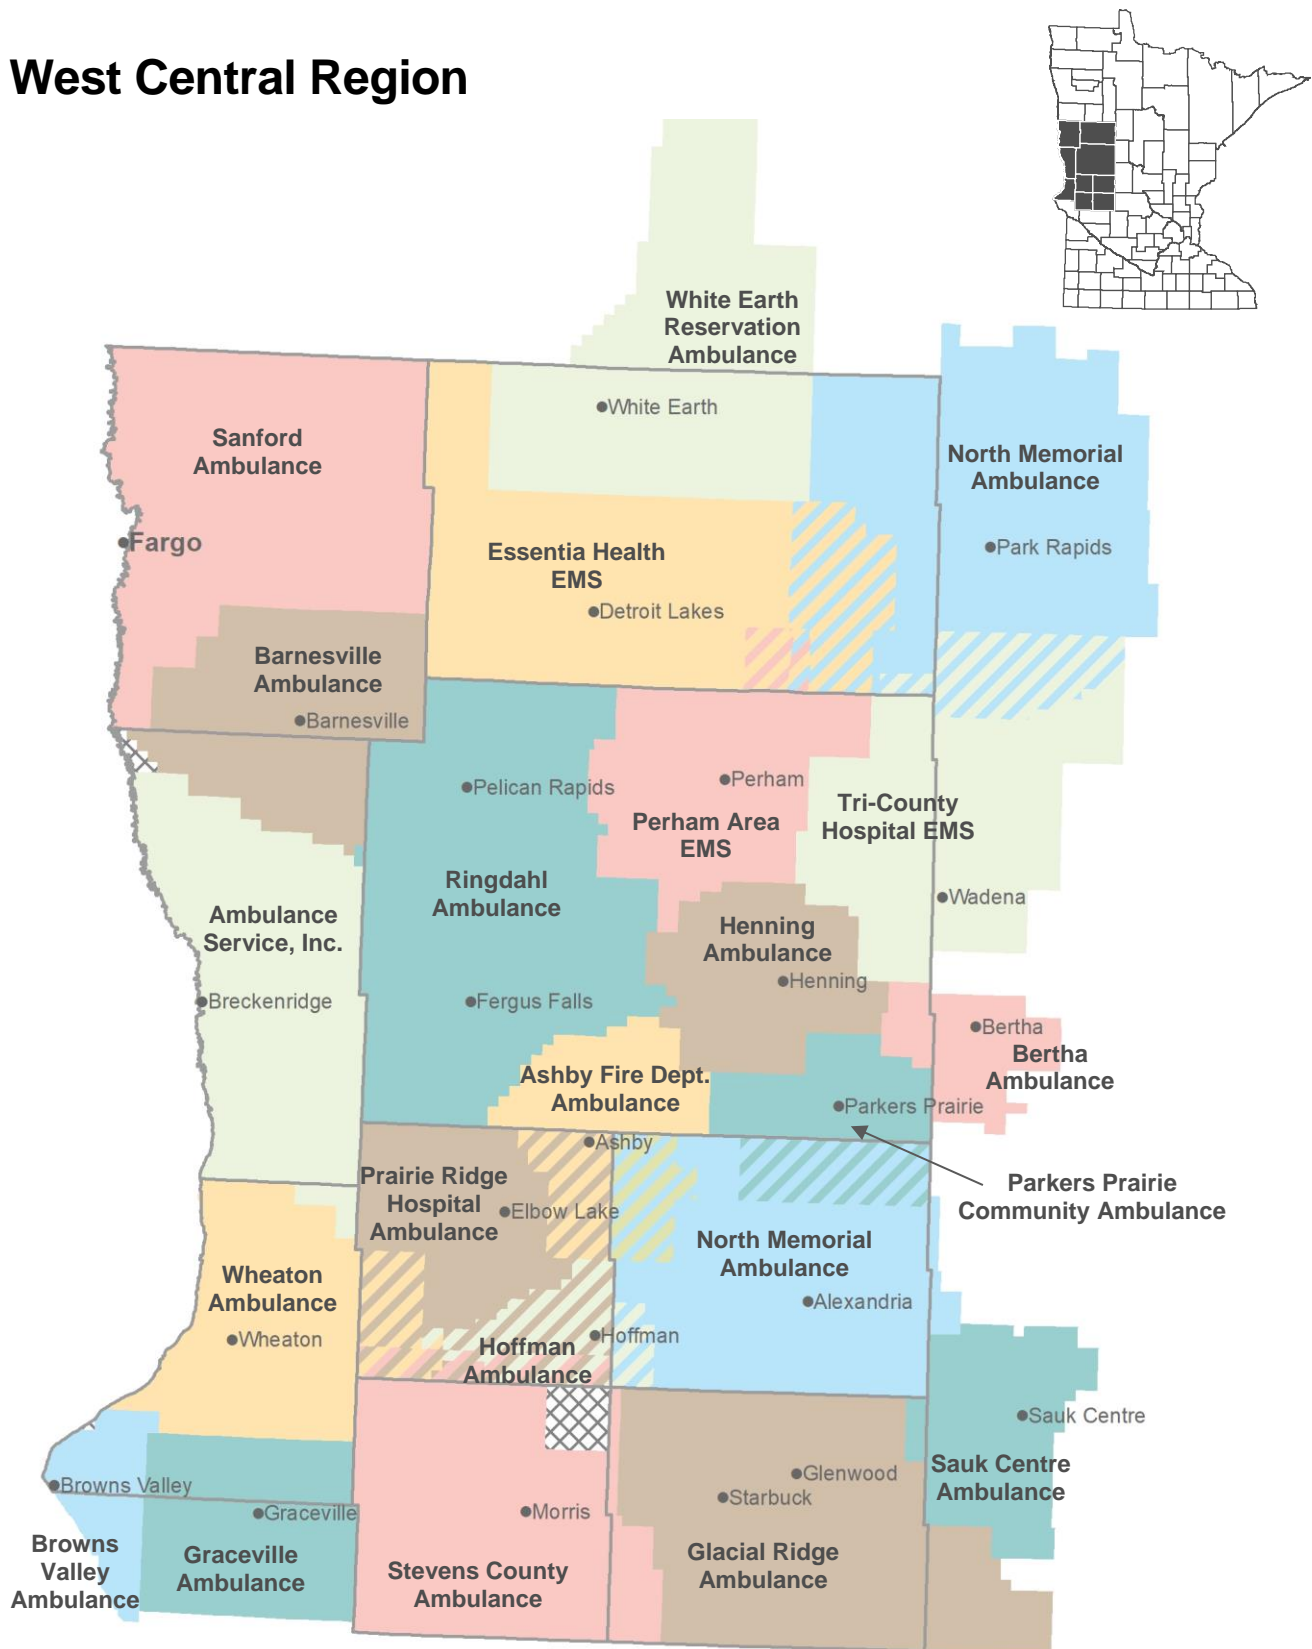 West Central Region
White Earth
Reservation
Ambulance
White Earth
Sanford
Ambulance
North Memorial
Ambulance
Fargo
Essentia Health
EMS
Park Rapids
Detroit Lakes
Barnesville
Ambulance
Barnesville
Pelican Rapids
Perham
Tri-County
Hospital EMS
Perham Area
EMS
Ringdahl
Ambulance
Wadena
Ambulance
Service, Inc.
Henning
Ambulance
Henning
Breckenridge
Fergus Falls
Bertha
Bertha
Ambulance
Ashby Fire Dept.
Ambulance
Parkers Prairie
Ashby
Prairie Ridge
Hospital
Ambulance
Elbow Lake
Parkers Prairie
Community Ambulance
North Memorial
Ambulance
Wheaton
Ambulance
Alexandria
Wheaton
Hoffman
Hoffman
Ambulance
Sauk Centre
Sauk Centre
Ambulance
Glenwood
Starbuck
Browns Valley
Graceville
Morris
Browns
Valley
Ambulance
Graceville
Ambulance
Stevens County
Ambulance
Glacial Ridge
Ambulance